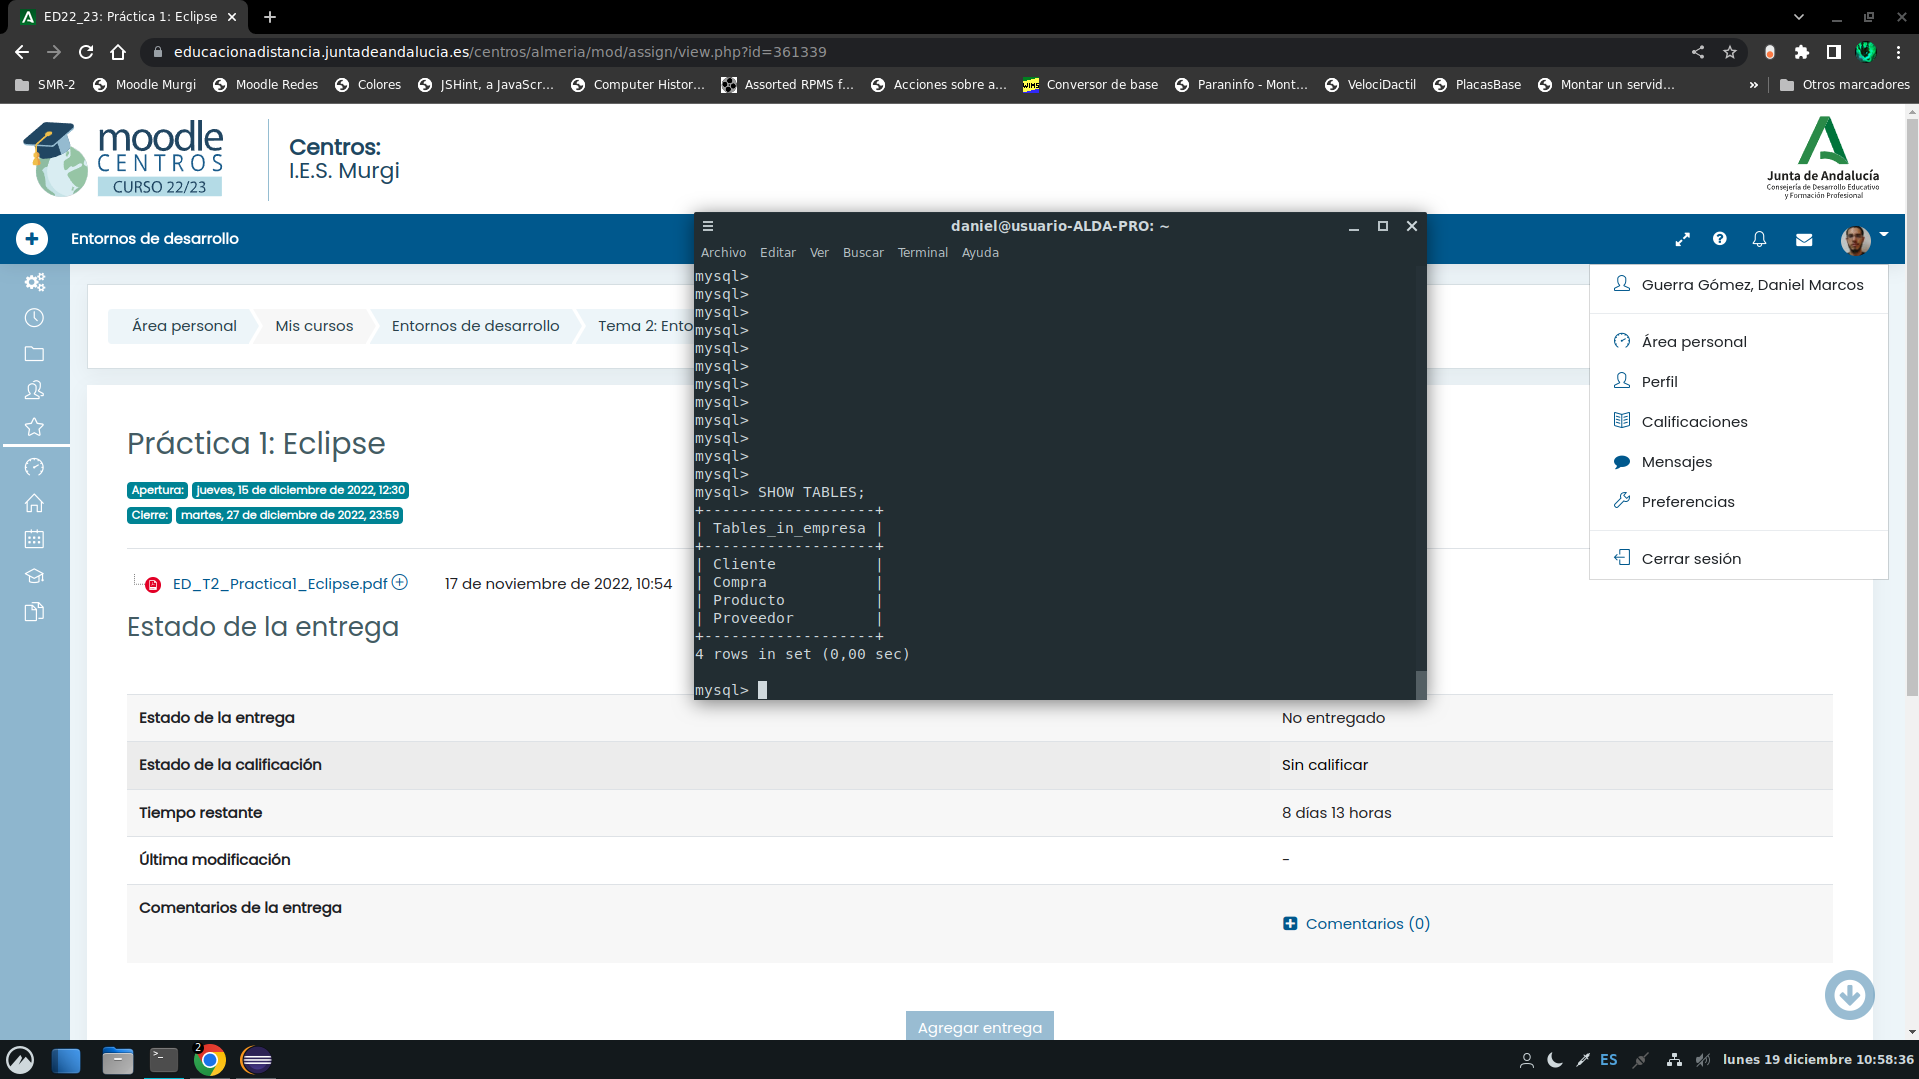 ED22_23: Práctica 1: Eclipse
educacionadistancia.juntadeandalucia.es/centros/almeria/mod/assign/view.php?id=361339
SMR-2 Moodle Murgi Moodle Redes Colores JSHint, a JavaScr... Computer Histor... Assorted RPMS f... Acciones sobre a... Conversor de base Paraninfo - Mont... VelociDactil PlacasBase Montar un servid... » Otros marcadores
moodle
CENTROS
CURSO 22/23
Centros:
I.E.S. Murgi
Junta de Andalucía
Consejería de Desarrollo Educativo
y Formación Profesional
Entornos de desarrollo
Guerra Gómez, Daniel Marcos
Área personal
Perfil
Calificaciones
Mensajes
Preferencias
Cerrar sesión
Área personal Mis cursos Entornos de desarrollo Tema 2: Ento
daniel@usuario-ALDA-PRO: ~
Archivo Editar Ver Buscar Terminal Ayuda
mysql>
mysql>
mysql>
mysql>
mysql>
mysql>
mysql>
mysql>
mysql>
mysql>
mysql>
mysql>
mysql> SHOW TABLES;
+-------------------+
| Tables_in_empresa |
+-------------------+
| Cliente           |
| Compra            |
| Producto          |
| Proveedor         |
+-------------------+
4 rows in set (0,00 sec)
mysql>
Práctica 1: Eclipse
Apertura: jueves, 15 de diciembre de 2022, 12:30
Cierre: martes, 27 de diciembre de 2022, 23:59
ED_T2_Practica1_Eclipse.pdf 17 de noviembre de 2022, 10:54
Estado de la entrega
Estado de la entrega No entregado
Estado de la calificación Sin calificar
Tiempo restante 8 días 13 horas
Última modificación -
Comentarios de la entrega
Comentarios (0)
Agregar entrega
2
ES
lunes 19 diciembre 10:58:36